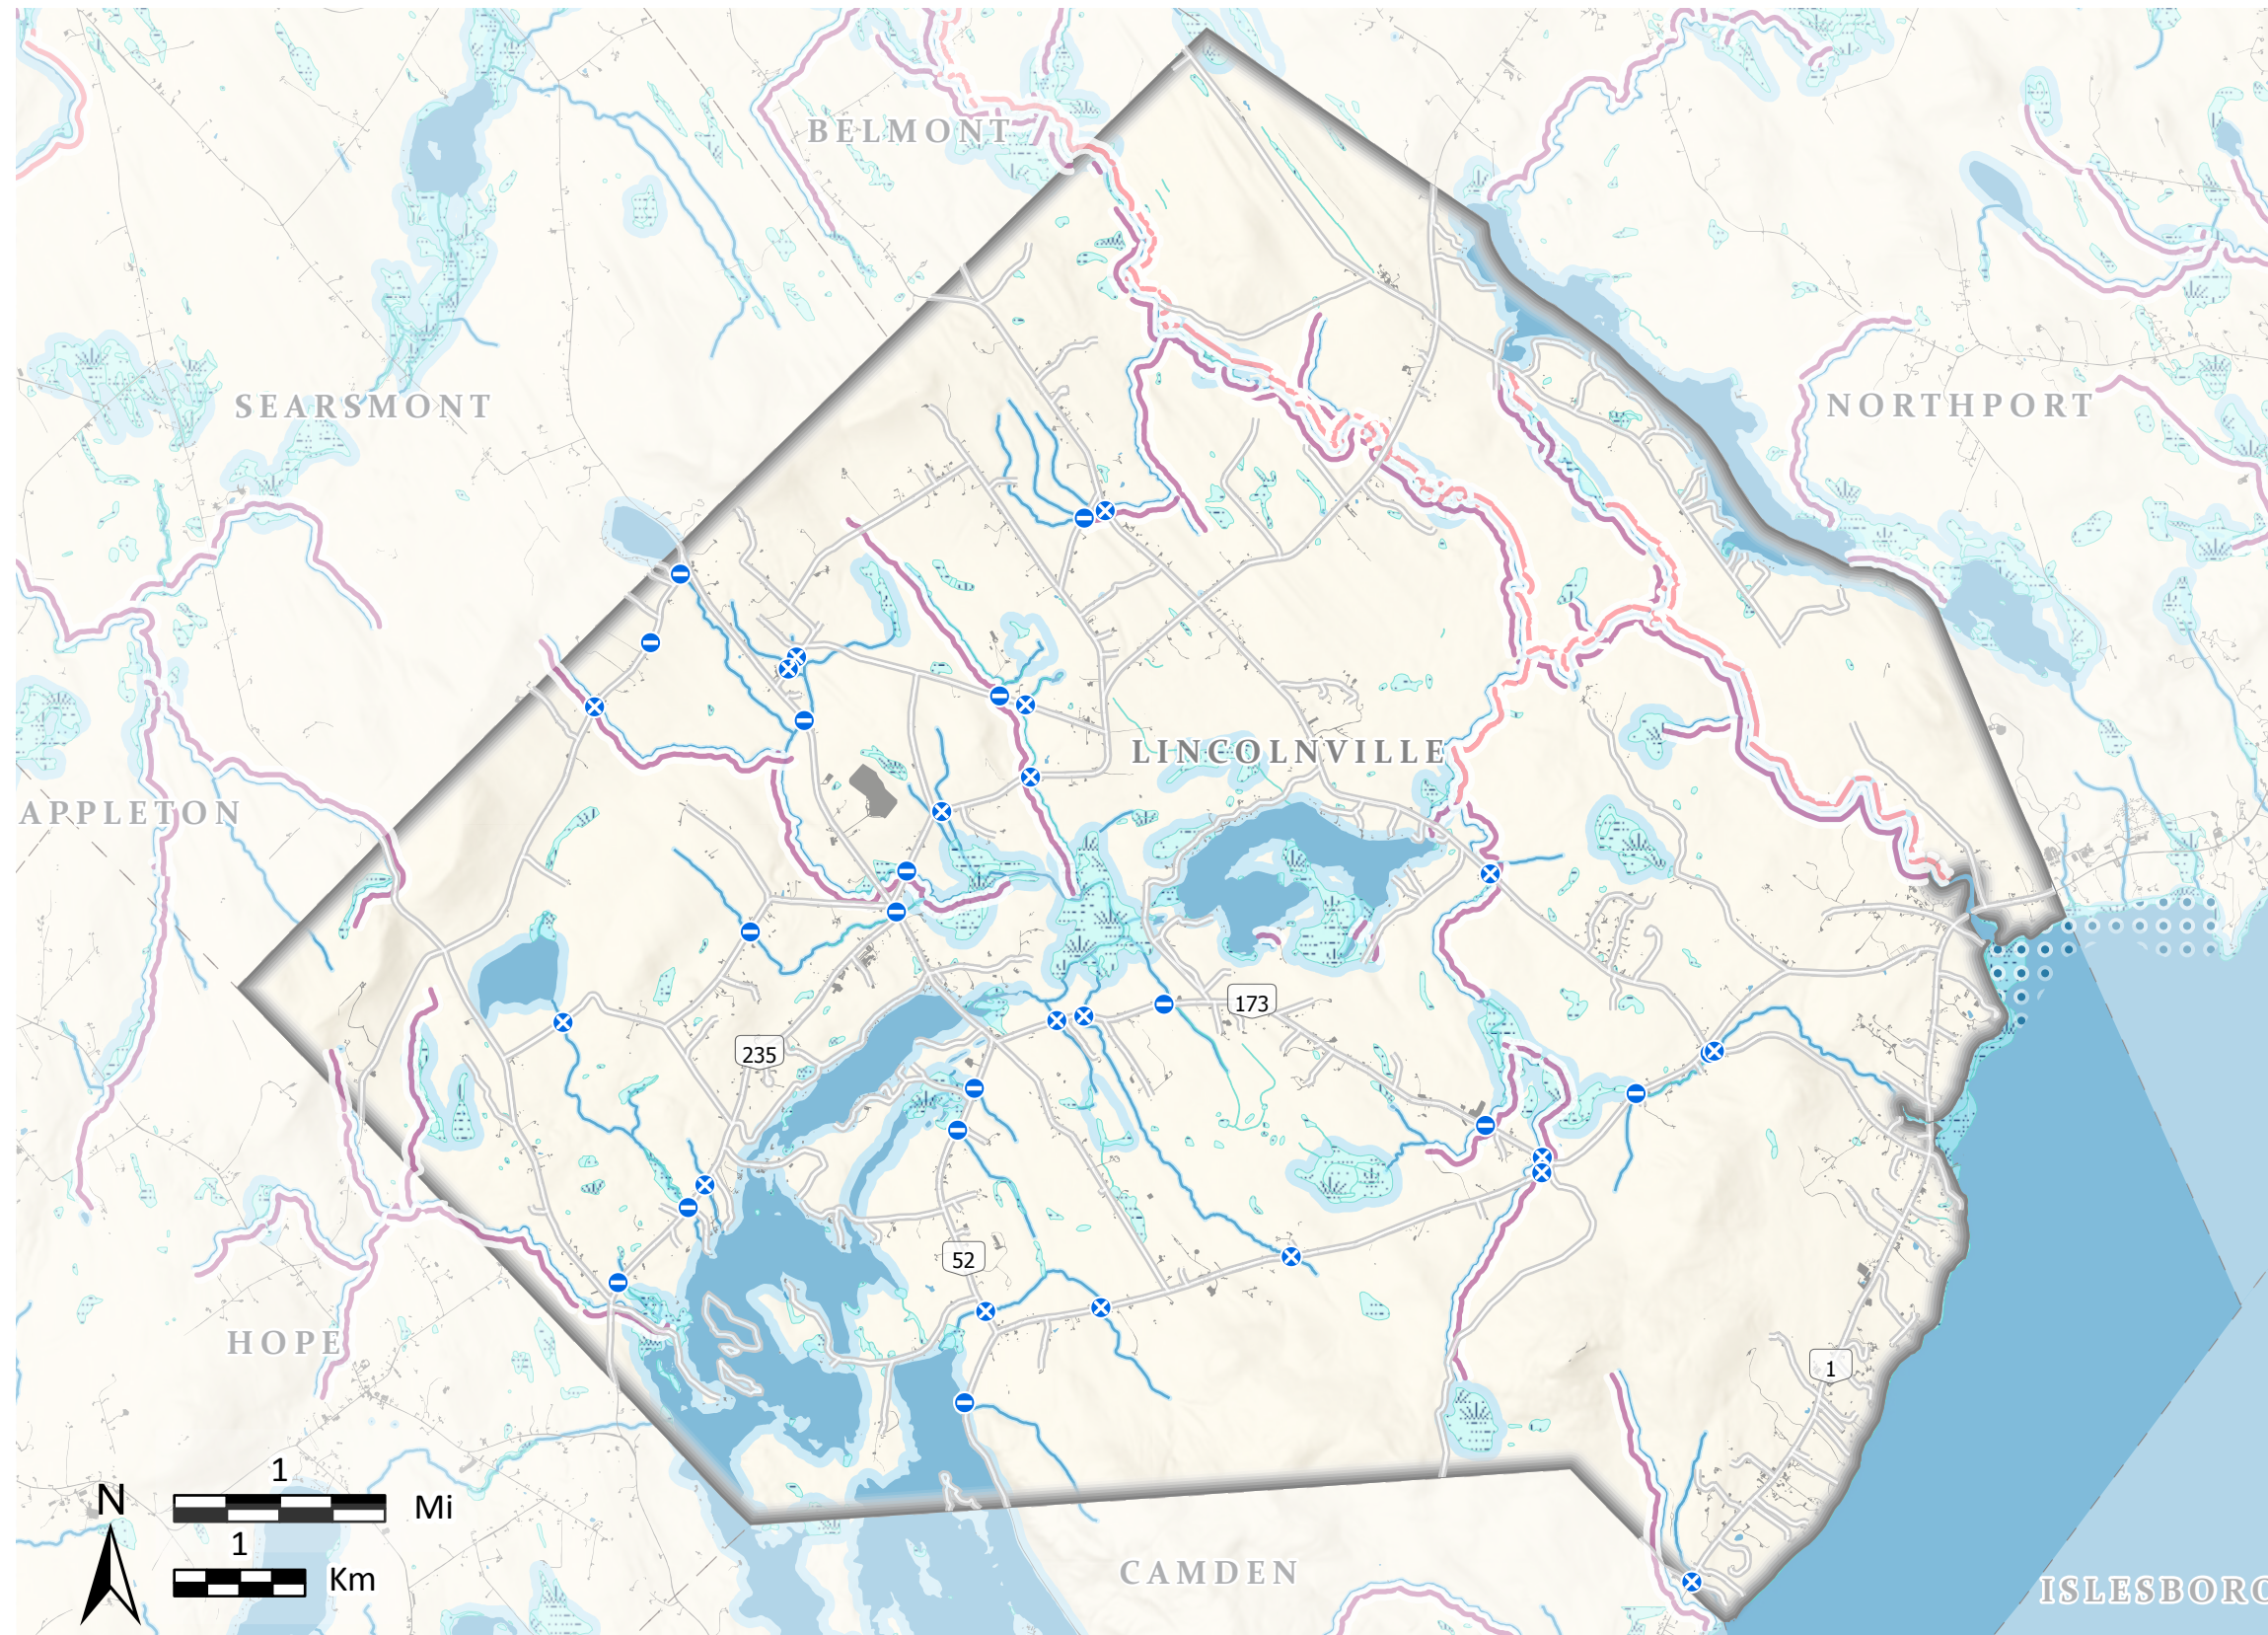 BELMONT
SEARSMONT
NORTHPORT
LINCOLNVILLE
APPLETON
173
235
52
HOPE
1
1
Mi
N
1
Km
CAMDEN
ISLESBORO